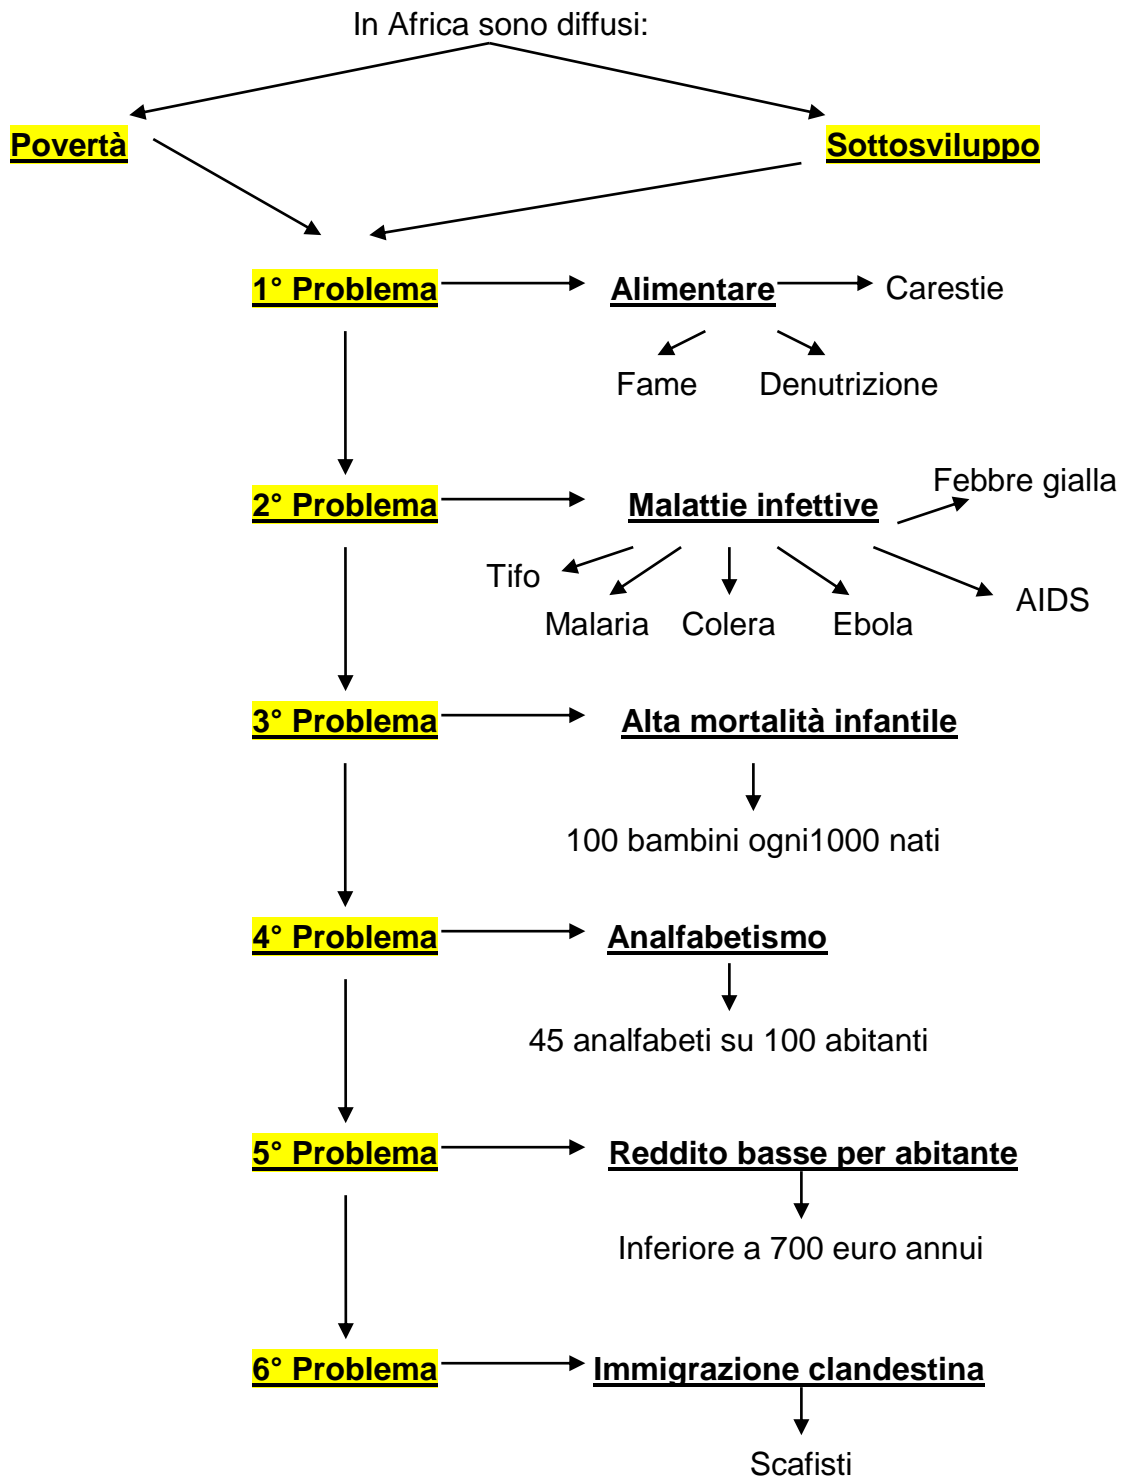 In Africa sono diffusi:
Povertà
Sottosviluppo
1° Problema
Alimentare
Carestie
Fame
Denutrizione
2° Problema
Malattie infettive
Febbre gialla
Tifo
Malaria
Colera
Ebola
AIDS
3° Problema
Alta mortalità infantile
100 bambini ogni1000 nati
4° Problema
Analfabetismo
45 analfabeti su 100 abitanti
5° Problema
Reddito basse per abitante
Inferiore a 700 euro annui
6° Problema
Immigrazione clandestina
Scafisti